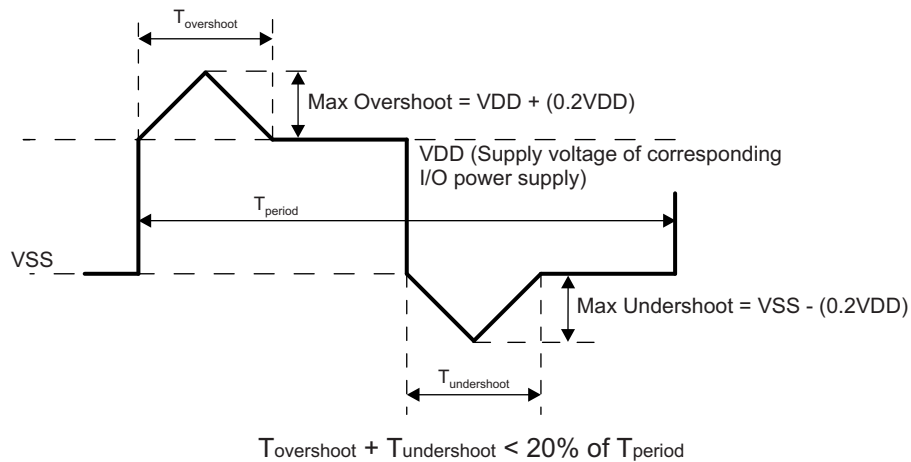 Tovershoot
Max Overshoot = VDD + (0.2VDD)
VDD (Supply voltage of corresponding
I/O power supply)
Tperiod
VSS
Max Undershoot = VSS - (0.2VDD)
Tundershoot
Tovershoot + Tundershoot < 20% of Tperiod